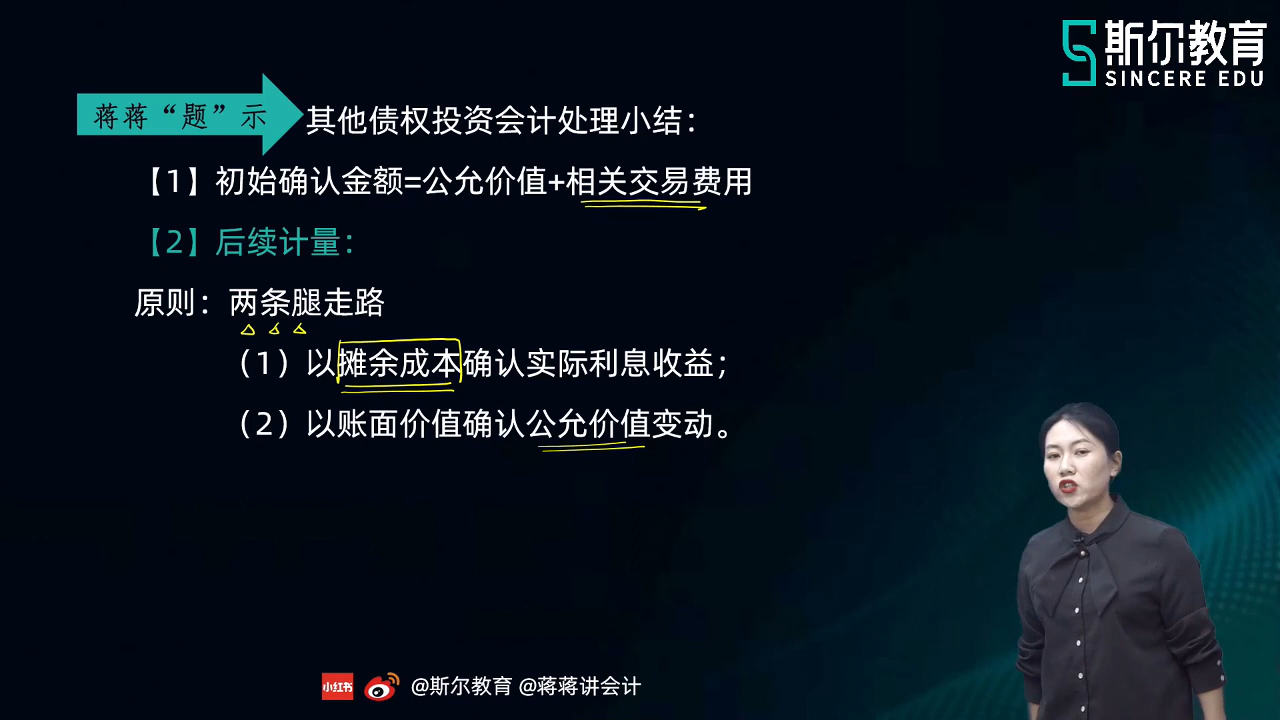 斯尔教育
SINCERE EDU
蒋蒋“题”示
其他债权投资会计处理小结：
【1】初始确认金额=公允价值+相关交易费用
【2】后续计量：
原则：两条腿走路
（1）以摊余成本确认实际利息收益；
（2）以账面价值确认公允价值变动。
小红书
@斯尔教育 @蒋蒋讲会计